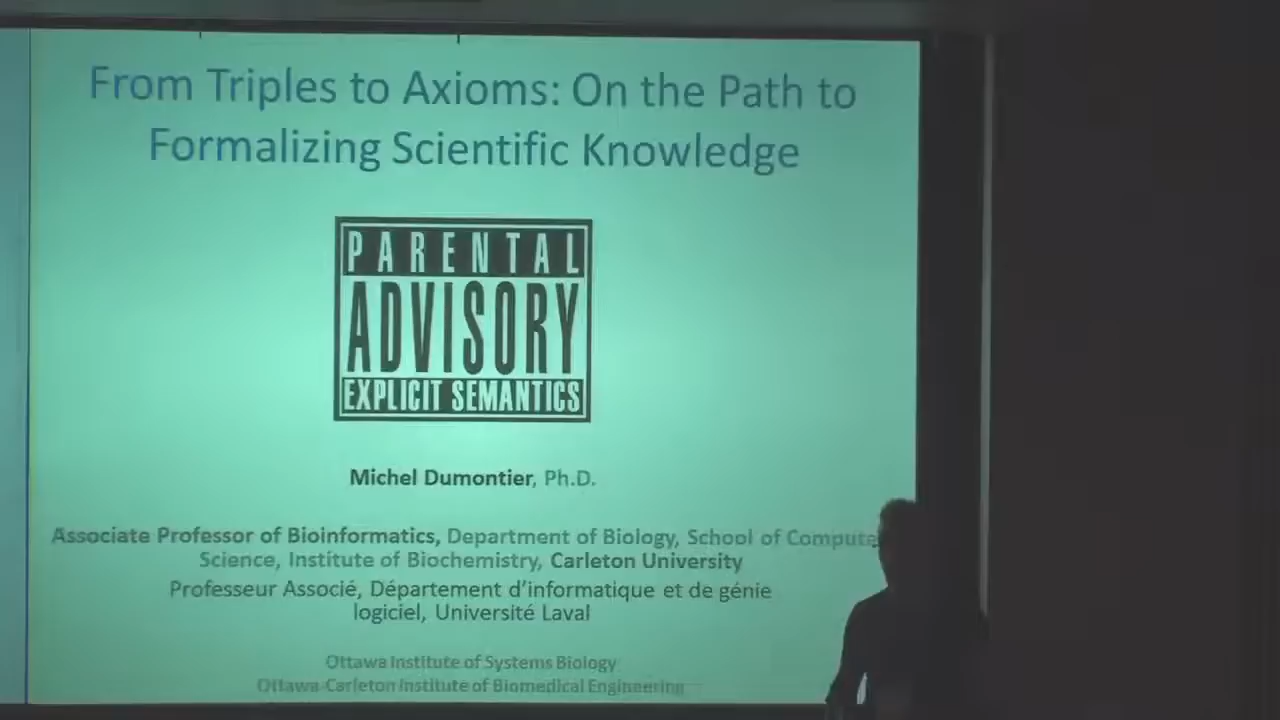 From Triples to Axioms: On the Path to
Formalizing Scientific Knowledge
PARENTAL
ADVISORY
EXPLICIT SEMANTICS
Michel Dumontier, Ph.D.
Associate Professor of Bioinformatics, Department of Biology, School of Compute
Science, Institute of Biochemistry, Carleton University
Professeur Associé, Département d'informatique et de génie
logiciel, Université Laval
Ottawa Institute of Systems Biology
Ottawa-Carleton Institute of Biomedical Engineering